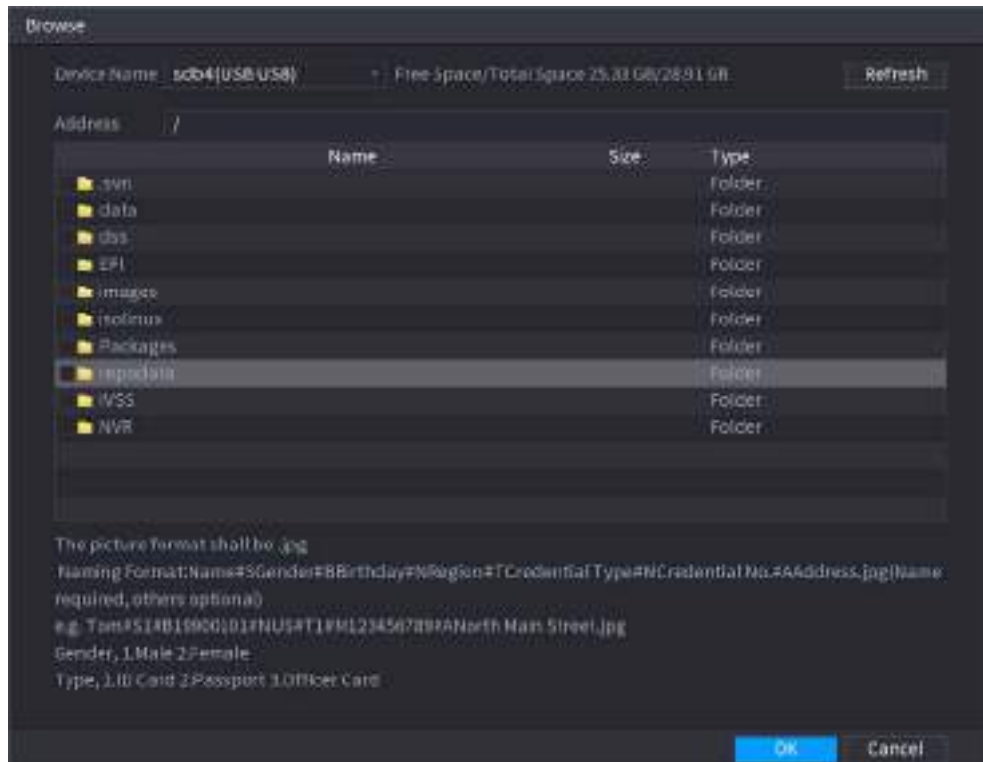 Browse
Device Name sdb4(USB USB) Free Space/Total Space 25.33 GB/28.91 GB Refresh
Address /
Name Size Type
.svn Folder
data Folder
dss Folder
EFI Folder
images Folder
isolinux Folder
Packages Folder
repodata Folder
IVSS Folder
NVR Folder
The picture format shall be .jpg
Naming Format:Name#SGender#BBirthday#NRegion#TCredential Type#MCredential No.#AAddress.jpg(Name
required, others optional)
e.g. Tom#S1#B19900101#NUS#T1#M123456789#ANorth Main Street.jpg
Gender, 1.Male 2.Female
Type, 1.ID Card 2.Passport 3.Officer Card
OK Cancel